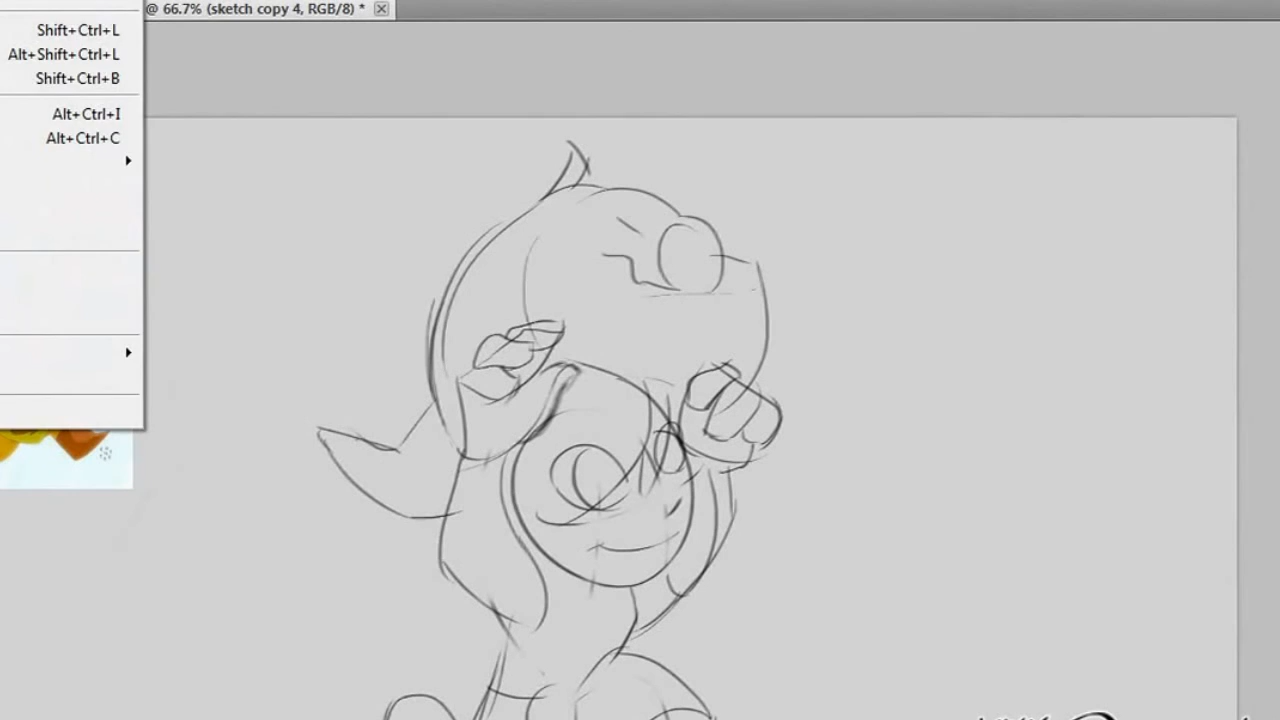 @ 66.7% (sketch copy 4, RGB/8) *
Shift+Ctrl+L
Alt+Shift+Ctrl+L
Shift+Ctrl+B
Alt+Ctrl+I
Alt+Ctrl+C